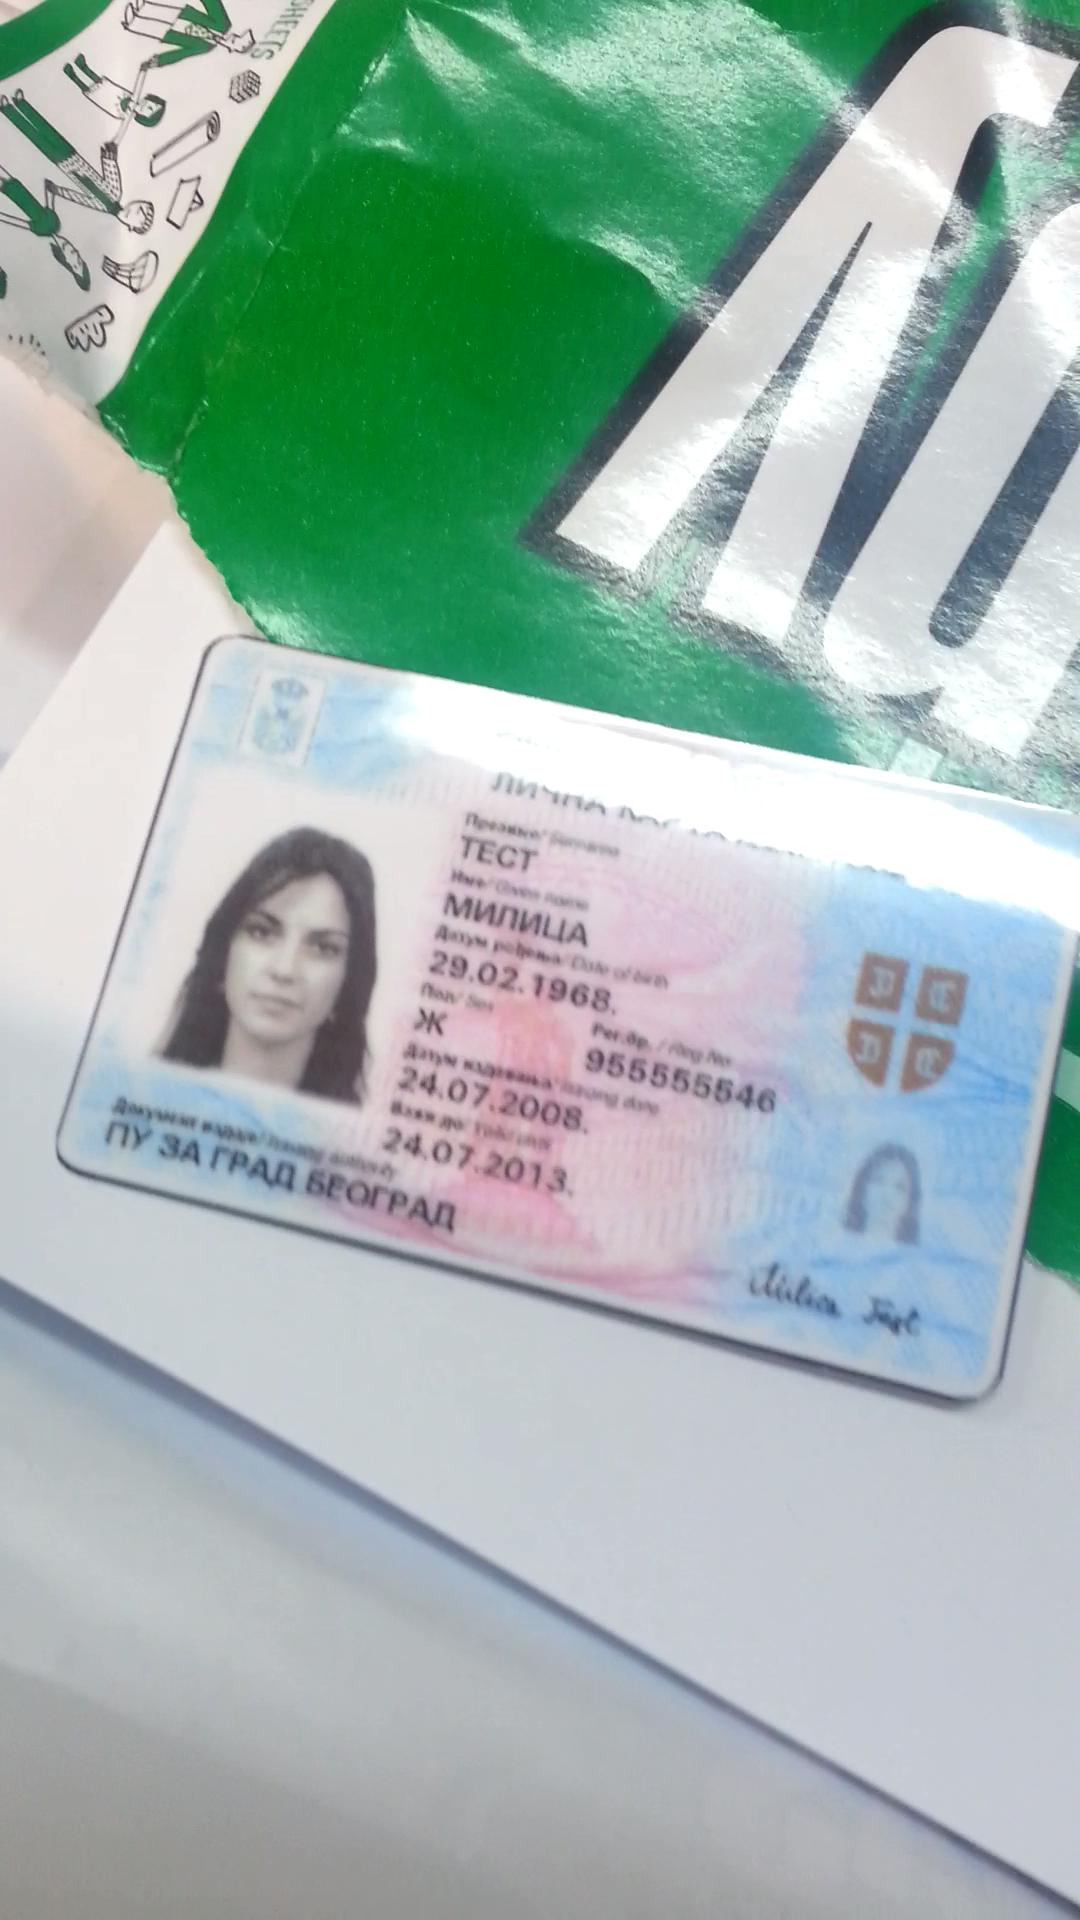 SHEETS
ЛИЧНА
Презиме / Surname
ТЕСТ
Име / Given name
МИЛИЦА
Датум рођења / Date of birth
29.02.1968.
Пол / Sex
Ж
Рег.бр. / Reg No
955555546
Датум издавања / Issuing date
24.07.2008.
Важи до / Valid until
24.07.2013.
Документ издаје / Issuing authority
ПУ ЗА ГРАД БЕОГРАД
Milica Test